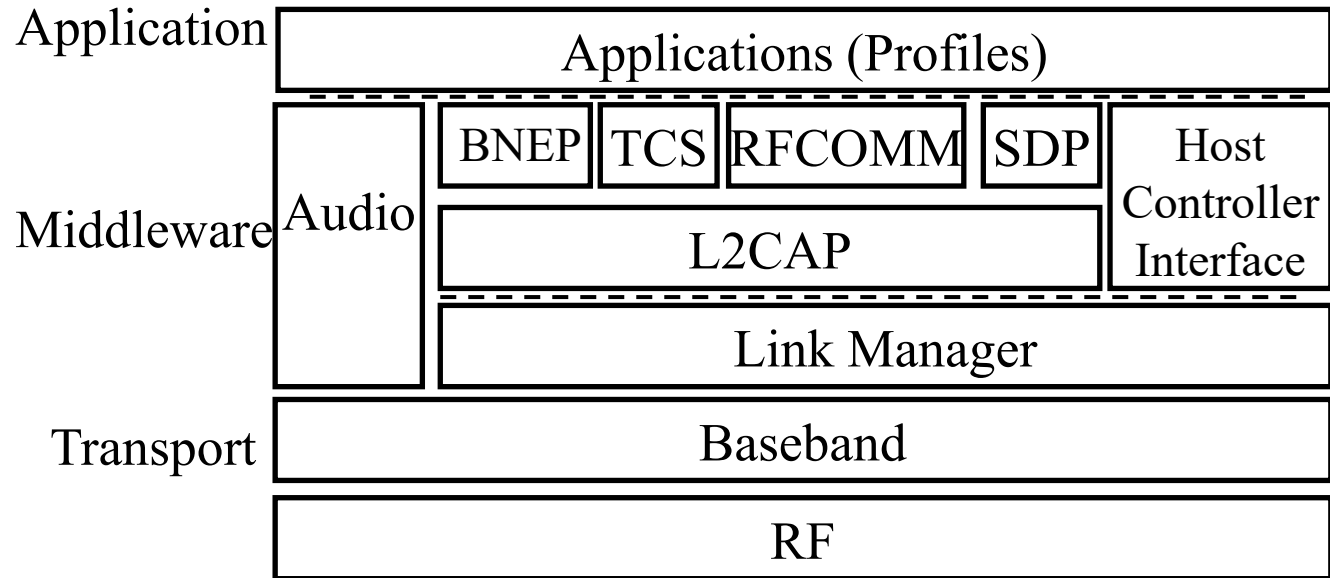 Application
Applications (Profiles)
Middleware
Audio
BNEP
TCS
RFCOMM
SDP
Host
Controller
Interface
L2CAP
Link Manager
Transport
Baseband
RF